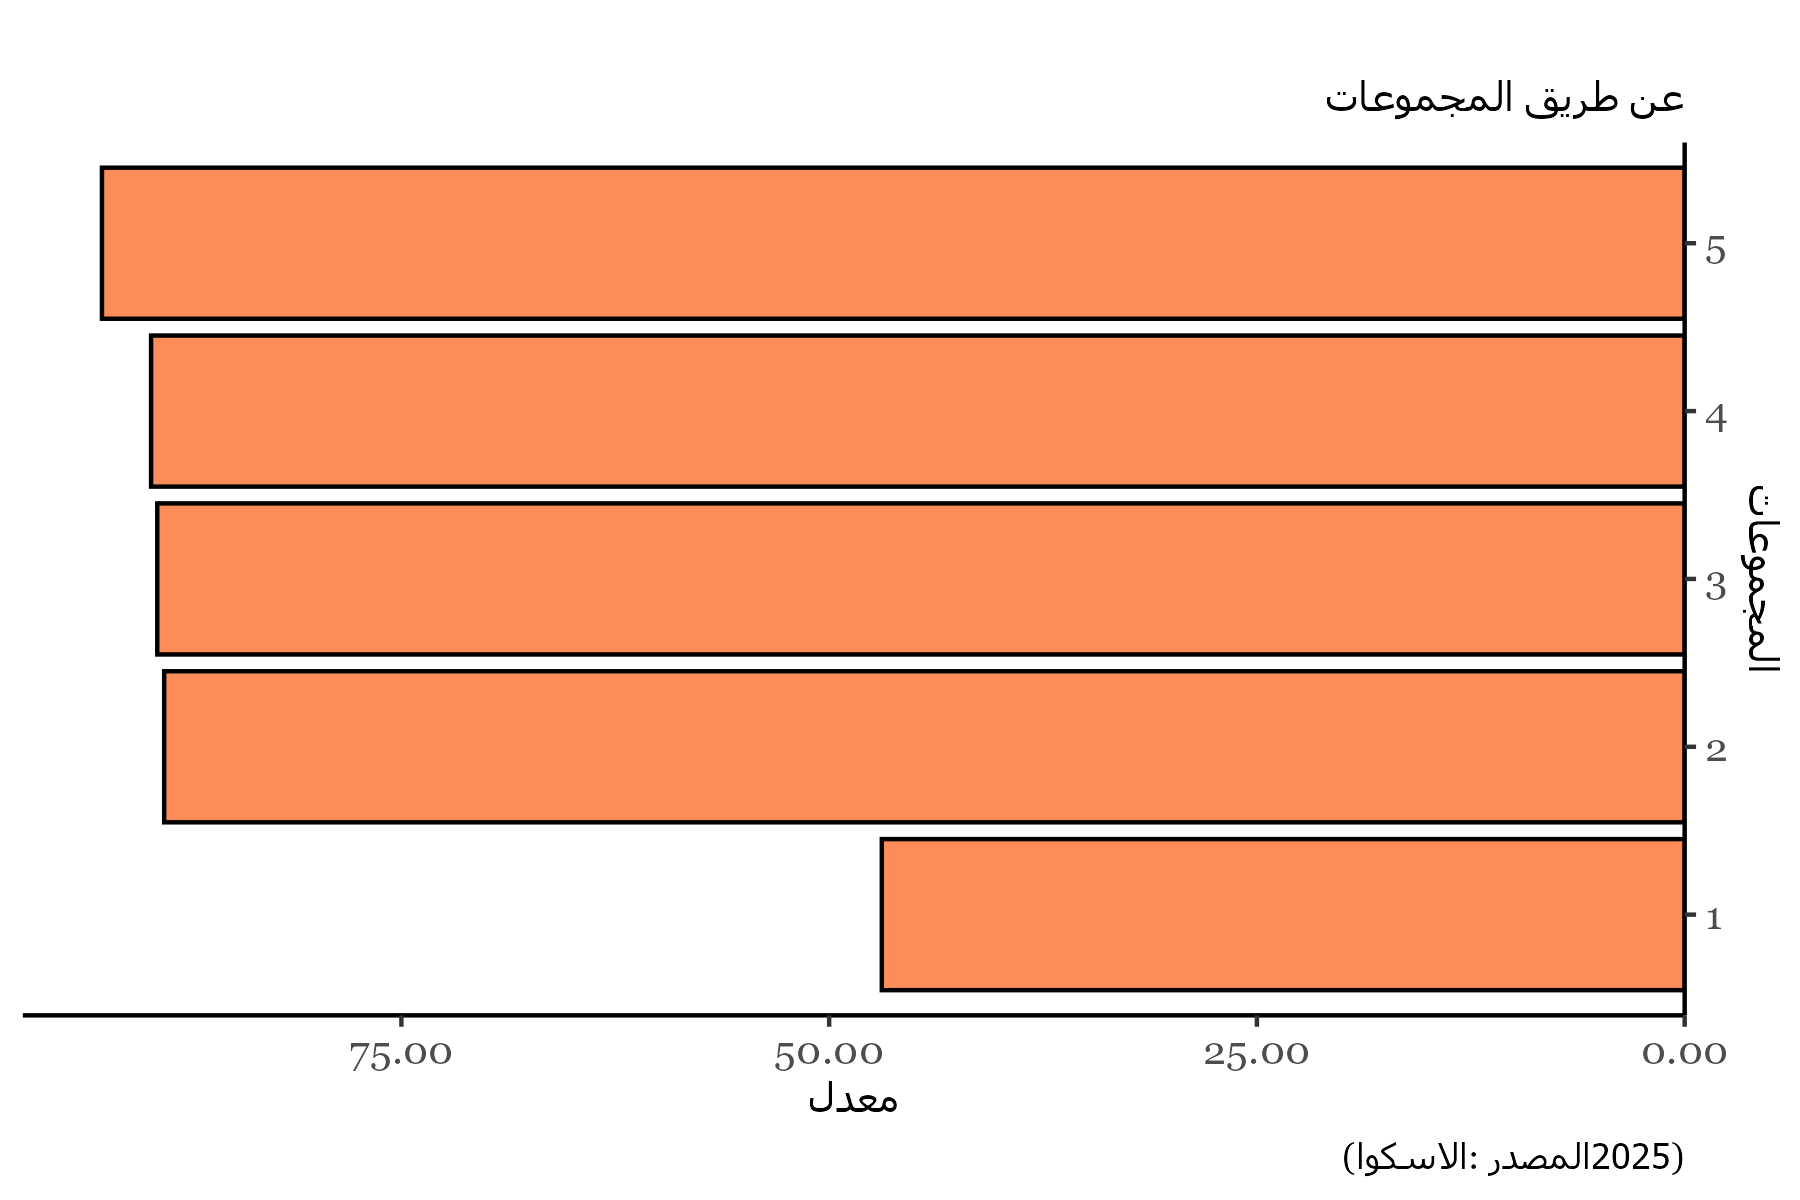 عن طريق المجموعات
5
4
3
2
1
المجموعات
75.00 50.00 25.00 0.00
معدل
(2025المصدر :الاسكوا)